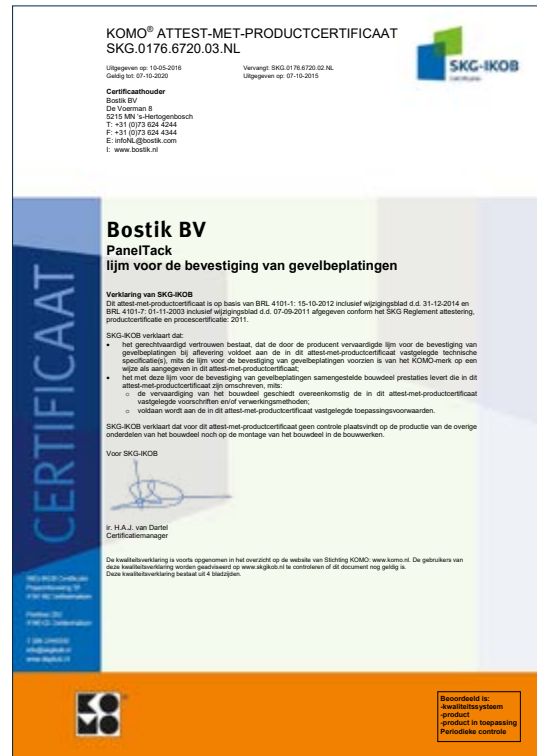 KOMO® ATTEST-MET-PRODUCTCERTIFICAAT
SKG.0176.6720.03.NL
Uitgegeven op: 10-05-2016
Geldig tot: 07-10-2020
Vervangt: SKG.0176.6720.02.NL
Uitgegeven op: 07-10-2015
SKG-IKOB
Certificatie
Certificaathouder
Bostik BV
De Voerman 8
5215 MN 's-Hertogenbosch
T: +31 (0)73 624 4244
F: +31 (0)73 624 4344
E: infoNL@bostik.com
I: www.bostik.nl
CERTIFICAAT
Bostik BV
PanelTack
lijm voor de bevestiging van gevelbeplatingen
Verklaring van SKG-IKOB
Dit attest-met-productcertificaat is op basis van BRL 4101-1: 15-10-2012 inclusief wijzigingsblad d.d. 31-12-2014 en
BRL 4101-7: 01-11-2003 inclusief wijzigingsblad d.d. 07-09-2011 afgegeven conform het SKG Reglement attestering,
productcertificatie en procescertificatie: 2011.
SKG-IKOB verklaart dat:
• het gerechtvaardigd vertrouwen bestaat, dat de door de producent vervaardigde lijm voor de bevestiging van
gevelbeplatingen bij aflevering voldoet aan de in dit attest-met-productcertificaat vastgelegde technische
specificatie(s), mits de lijm voor de bevestiging van gevelbeplatingen voorzien is van het KOMO-merk op een
wijze als aangegeven in dit attest-met-productcertificaat;
• het met deze lijm voor de bevestiging van gevelbeplatingen samengestelde bouwdeel prestaties levert die in dit
attest-met-productcertificaat zijn omschreven, mits:
o de vervaardiging van het bouwdeel geschiedt overeenkomstig de in dit attest-met-productcertificaat
vastgelegde voorschriften en/of verwerkingsmethoden;
o voldaan wordt aan de in dit attest-met-productcertificaat vastgelegde toepassingsvoorwaarden.
SKG-IKOB verklaart dat voor dit attest-met-productcertificaat geen controle plaatsvindt op de productie van de overige
onderdelen van het bouwdeel noch op de montage van het bouwdeel in de bouwwerken.
Voor SKG-IKOB
ir. H.A.J. van Dartel
Certificatiemanager
De kwaliteitsverklaring is voorts opgenomen in het overzicht op de website van Stichting KOMO: www.komo.nl. De gebruikers van
deze kwaliteitsverklaring worden geadviseerd op www.skgikob.nl te controleren of dit document nog geldig is.
Deze kwaliteitsverklaring bestaat uit 4 bladzijden.
SKG-IKOB Certificatie
info@skgikob.nl
www.skgikob.nl
KOMO
Beoordeeld is:
-kwaliteitssysteem
-product
-product in toepassing
Periodieke controle